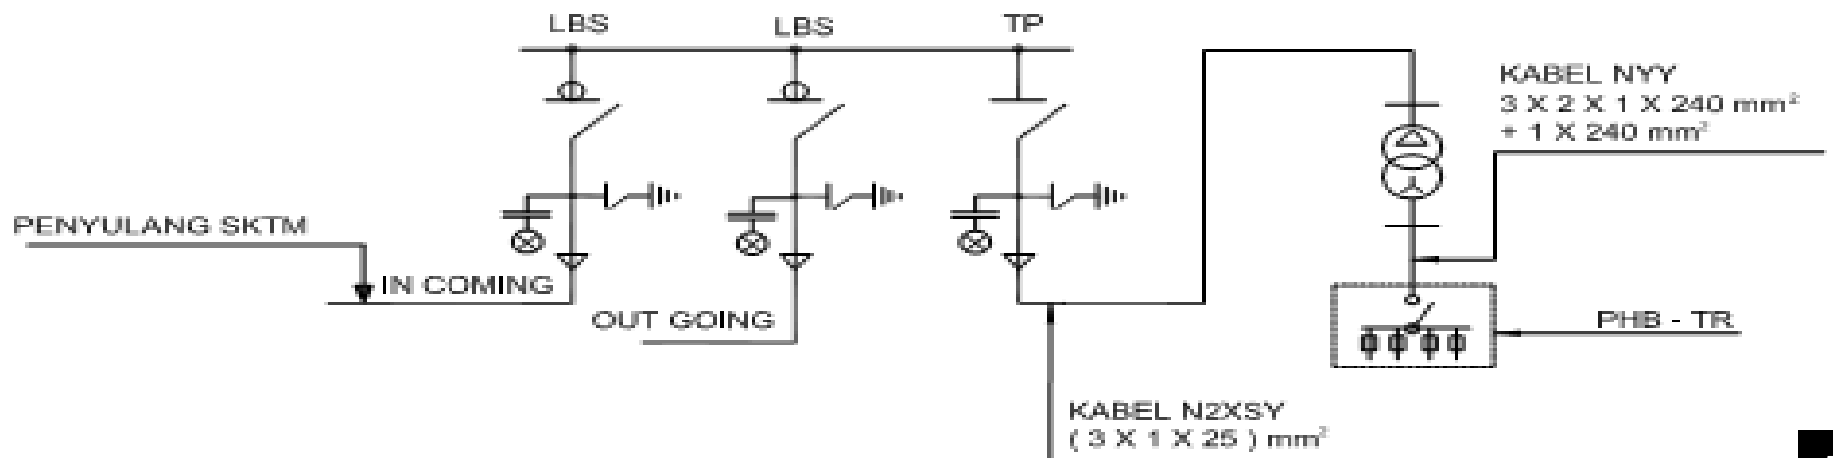 LBS
LBS
TP
KABEL NYY
3 X 2 X 1 X 240 mm²
+ 1 X 240 mm²
PENYULANG SKTM
IN COMING
OUT GOING
PHB - TR
KABEL N2XSY
( 3 X 1 X 25 ) mm²